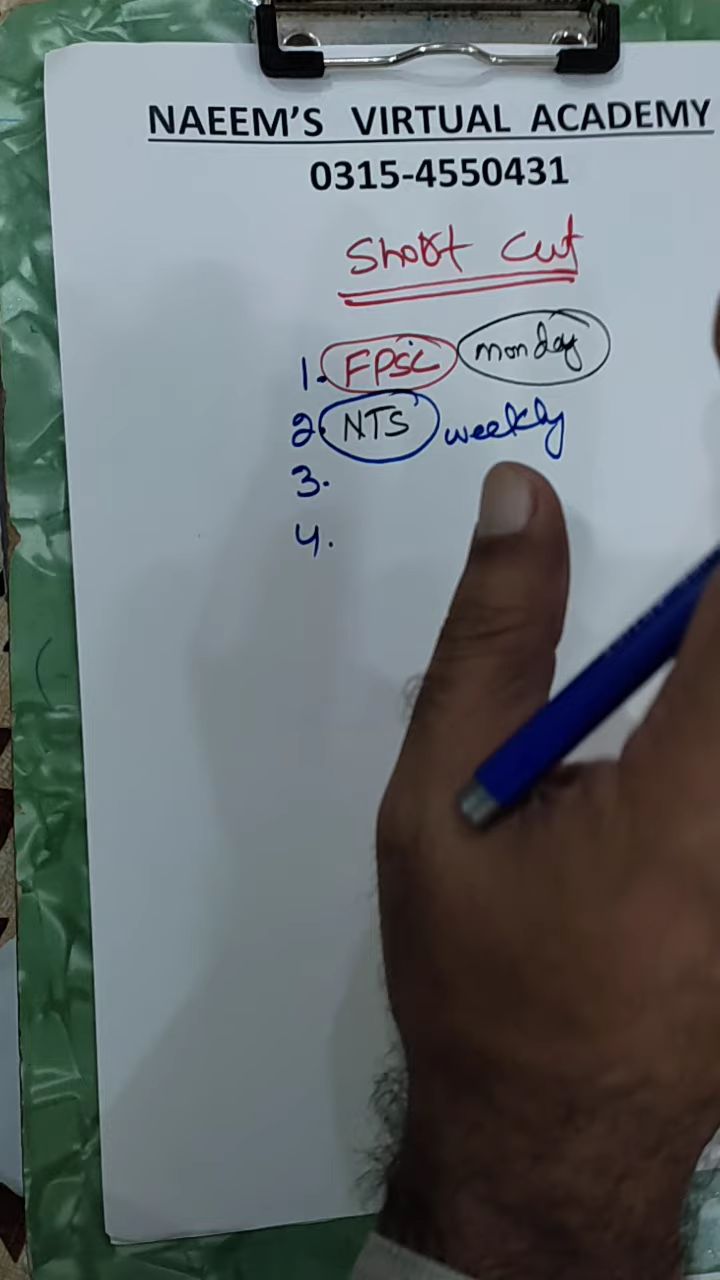 NAEEM'S VIRTUAL ACADEMY
0315-4550431
Short Cut
1. FPSC Monday
2. NTS weekly
3.
4.